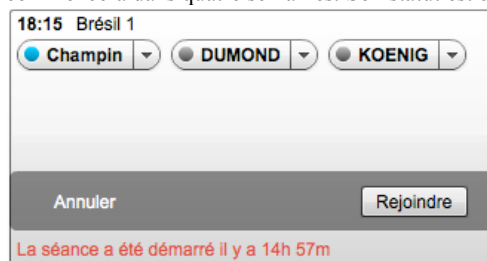 18:15 Brésil 1
Champin DUMOND KOENIG
Annuler Rejoindre
La séance a été démarré il y a 14h 57m